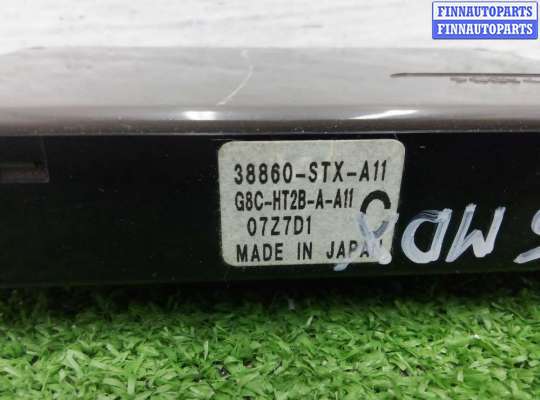 FINNAUTOPARTS
FINNAUTOPARTS
38860-STX-A11
G8C-HT2B-A-A11
C
07Z7D1
MADE IN JAPAN
MDX